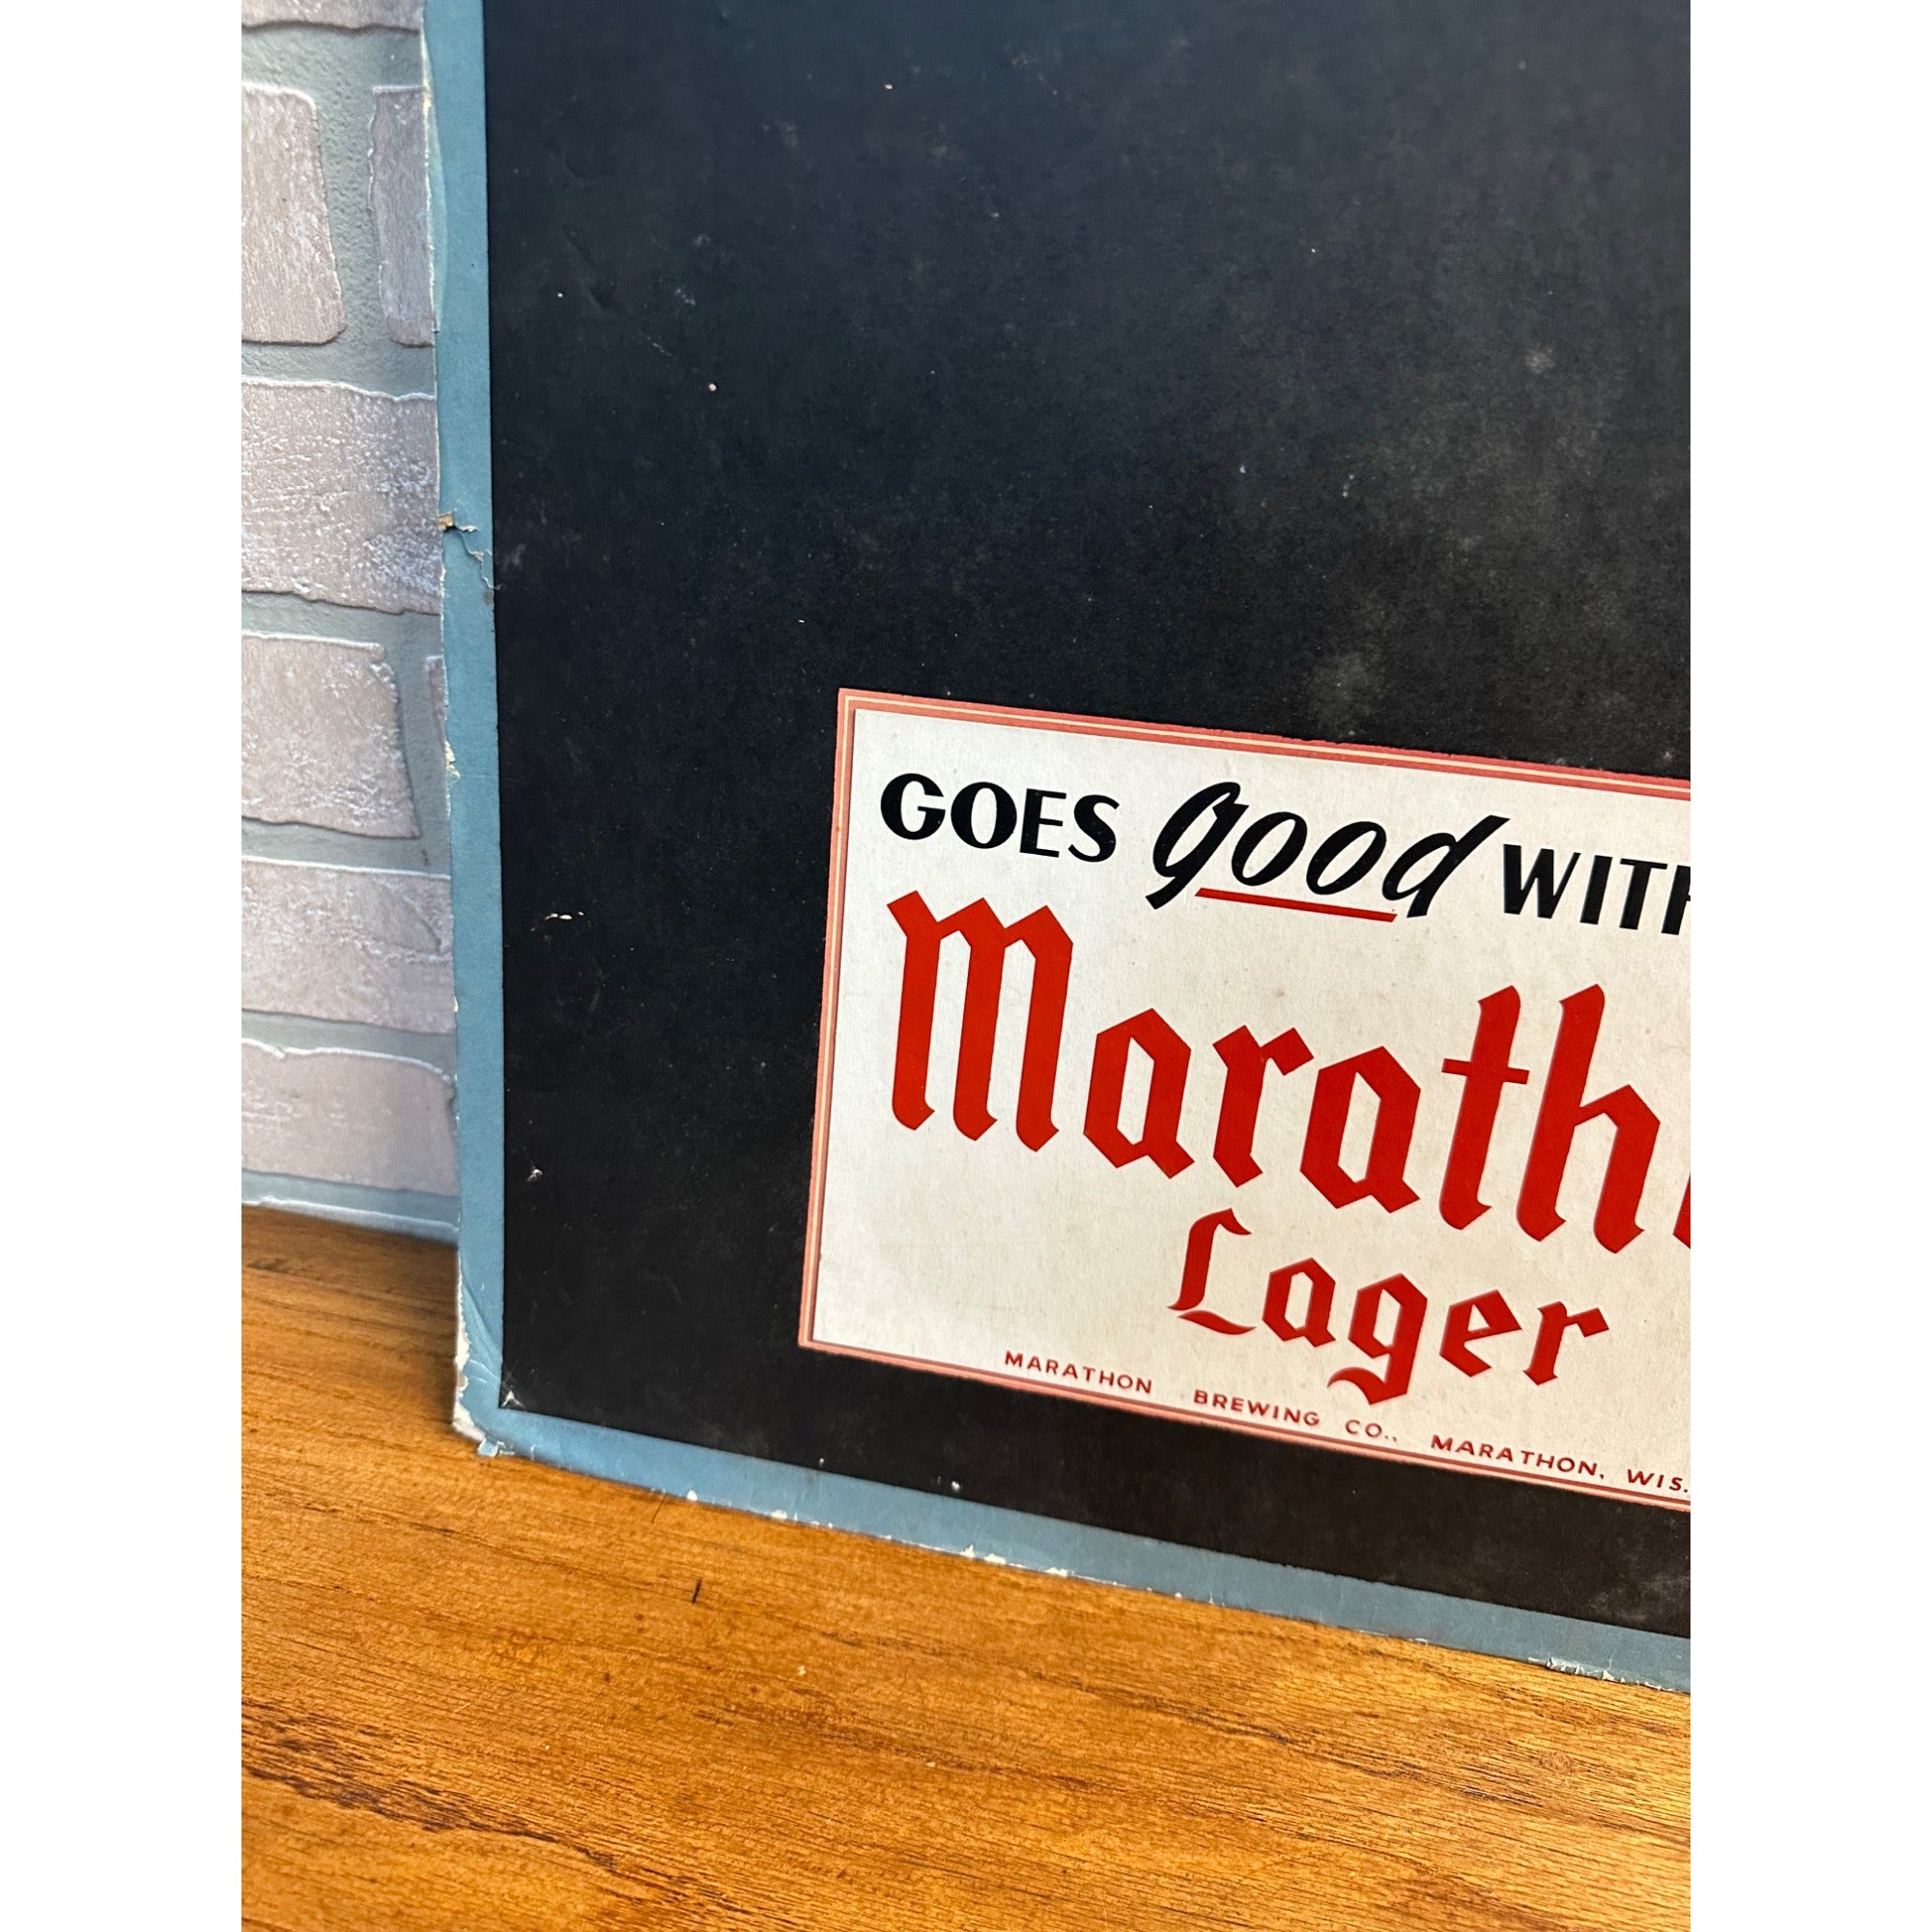 GOES good WITH
Marath
Lager
MARATHON BREWING CO., MARATHON, WIS.